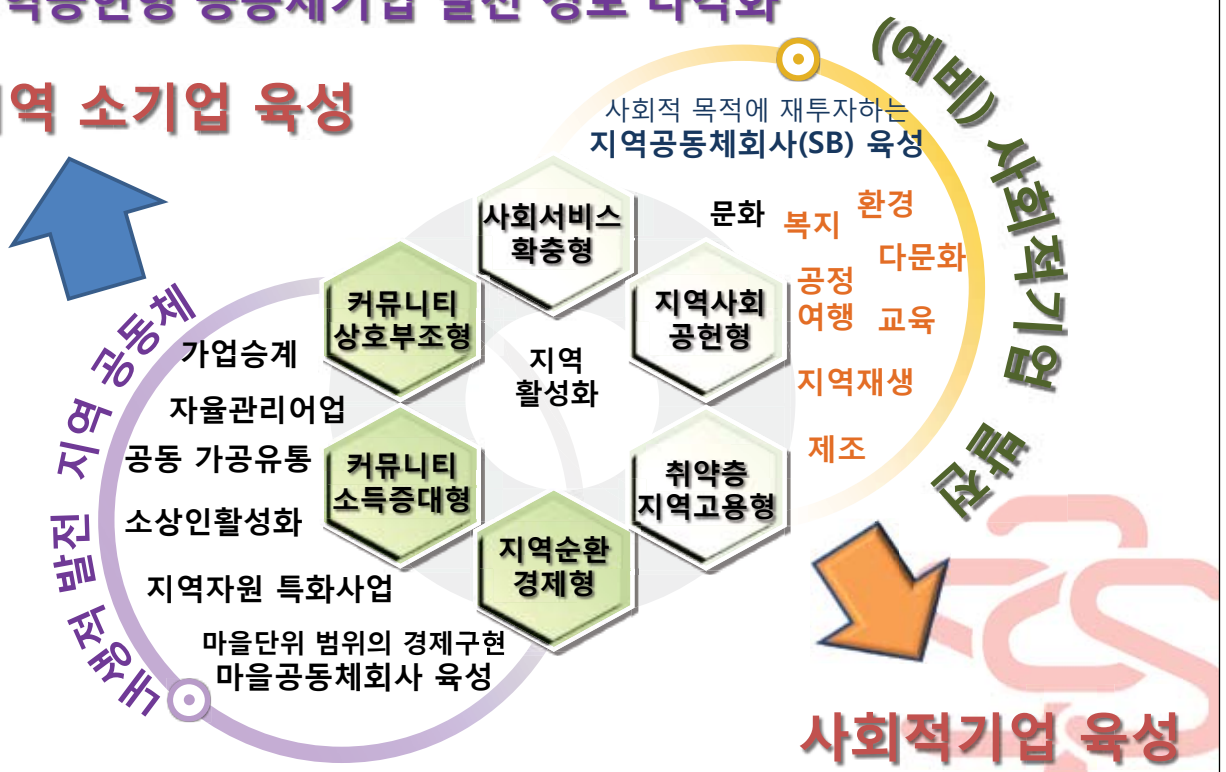 소기업 육성
(예비) 사회적기업 발전
사회적 목적에 재투자하는
지역공동체회사(SB) 육성
사회서비스
확충형
문화
복지
환경
다문화
공정
여행
교육
지역재생
제조
커뮤니티
상호부조형
지역사회
공헌형
지역
활성화
내생적 발전 지역 공동체
가업승계
자율관리어업
공동 가공유통
소상인활성화
지역자원 특화사업
커뮤니티
소득증대형
취약층
지역고용형
지역순환
경제형
마을단위 범위의 경제구현
마을공동체회사 육성
사회적기업 육성